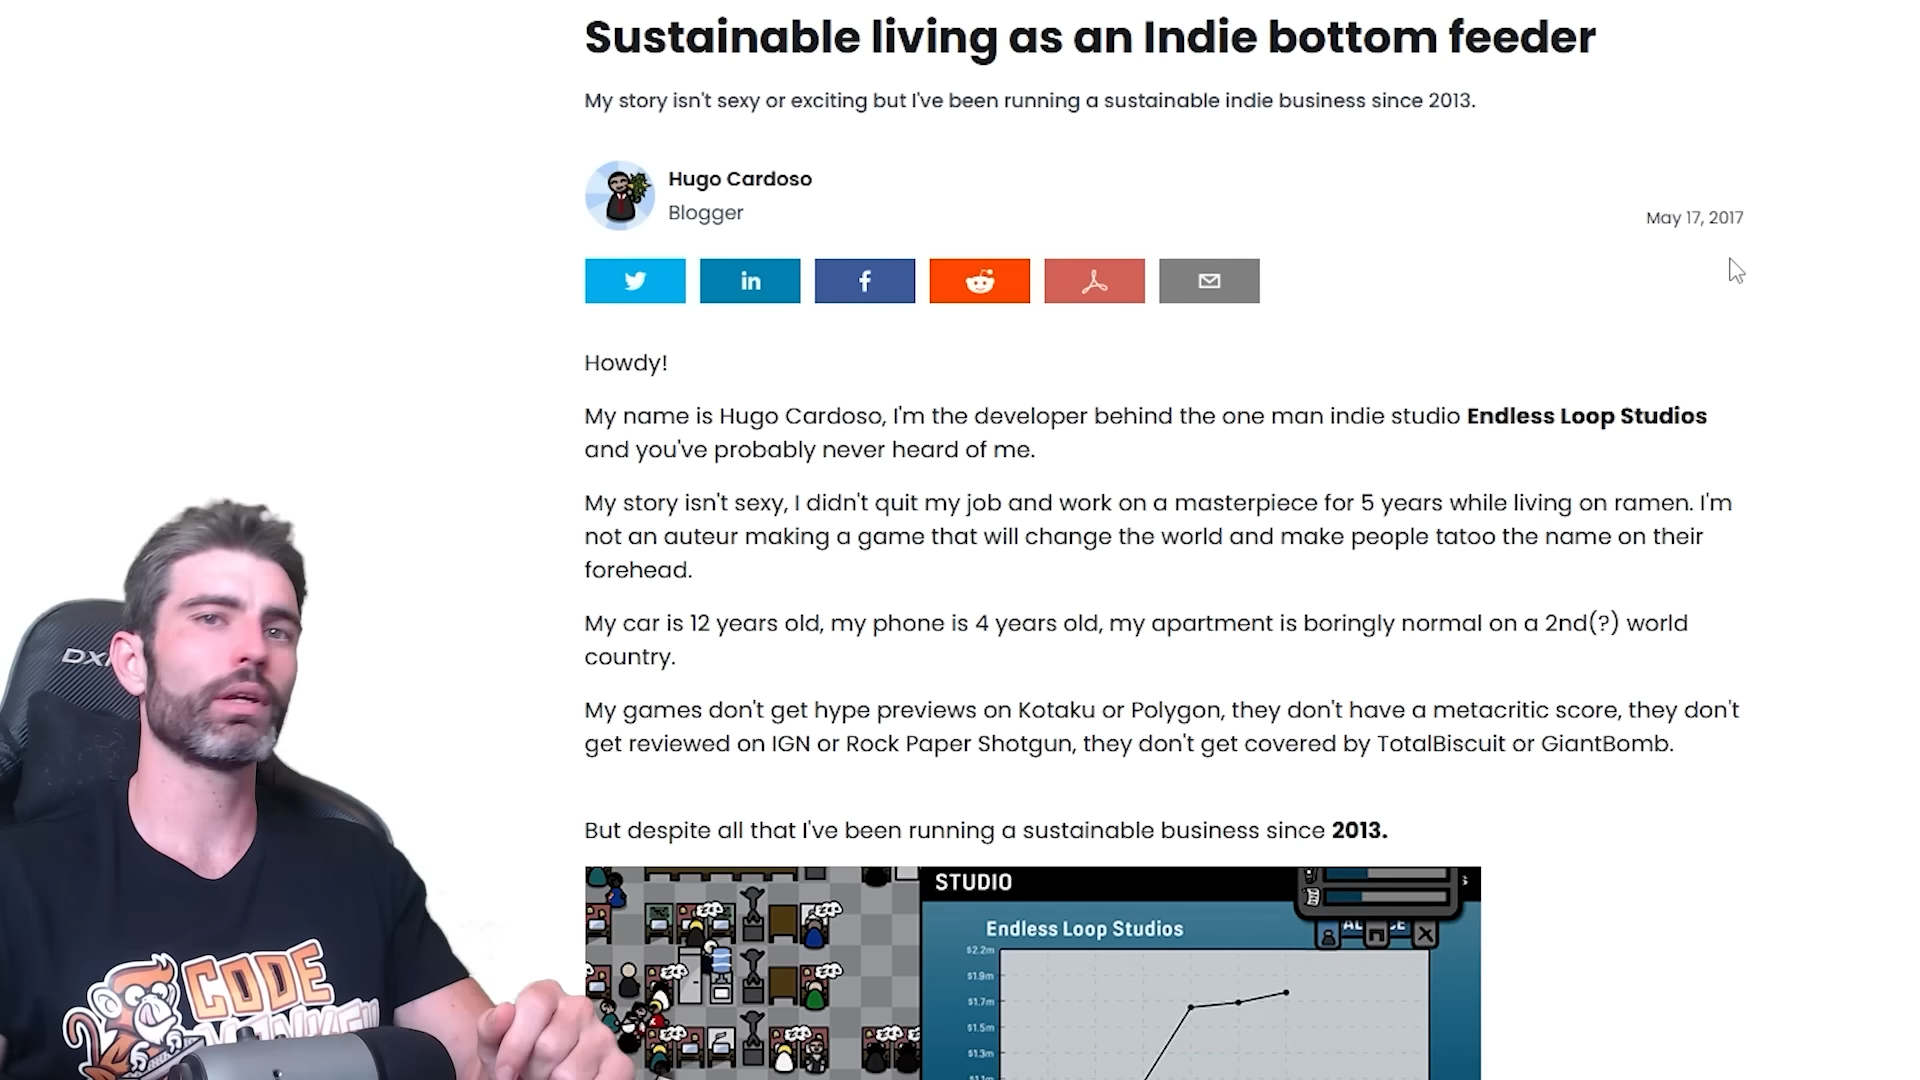 Sustainable living as an Indie bottom feeder
My story isn't sexy or exciting but I've been running a sustainable indie business since 2013.
Hugo Cardoso
Blogger
May 17, 2017
in
f
Howdy!
My name is Hugo Cardoso, I'm the developer behind the one man indie studio Endless Loop Studios
and you've probably never heard of me.
My story isn't sexy, I didn't quit my job and work on a masterpiece for 5 years while living on ramen. I'm
not an auteur making a game that will change the world and make people tatoo the name on their
forehead.
My car is 12 years old, my phone is 4 years old, my apartment is boringly normal on a 2nd(?) world
country.
My games don't get hype previews on Kotaku or Polygon, they don't have a metacritic score, they don't
get reviewed on IGN or Rock Paper Shotgun, they don't get covered by TotalBiscuit or GiantBomb.
But despite all that I've been running a sustainable business since 2013.
STUDIO
Endless Loop Studios
$2.2m
$1.9m
$1.7m
$1.5m
$1.3m
X
CODE
MONKEY